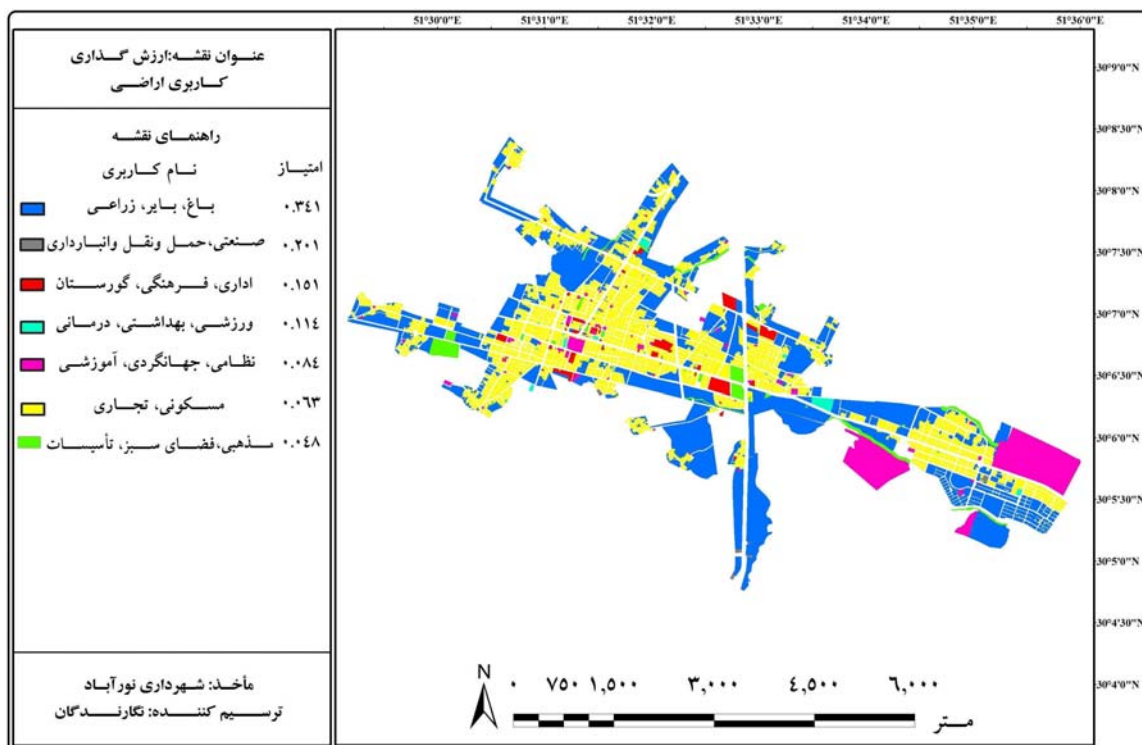 عنوان نقشه:ارزش گذاری
کاربری اراضی
راهنمای نقشه
نام کاربری امتیاز
باغ، بایر، زراعی ۰.۳٤۱
صنعتی،حمل ونقل وانبارداری ۰.۲۰۱
اداری، فرهنگی، گورستان ۰.۱۵۱
ورزشی، بهداشتی، درمانی ۰.۱۱٤
نظامی، جهانگردی، آموزشی ۰.۰۸٤
مسکونی، تجاری ۰.۰۶۳
مذهبی،فضای سبز، تأسیسات ۰.۰٤۸
مأخذ: شهرداری نورآباد
ترسیم کننده: نگارندگان
51°30'0"E 51°31'0"E 51°32'0"E 51°33'0"E 51°34'0"E 51°35'0"E 51°36'0"E
30°9'0"N
30°8'30"N
30°8'0"N
30°7'30"N
30°7'0"N
30°6'30"N
30°6'0"N
30°5'30"N
30°5'0"N
30°4'30"N
30°4'0"N
N
۰ ۷۵۰ ۱,۵۰۰ ۳,۰۰۰ ٤,۵۰۰ ۶,۰۰۰
متر